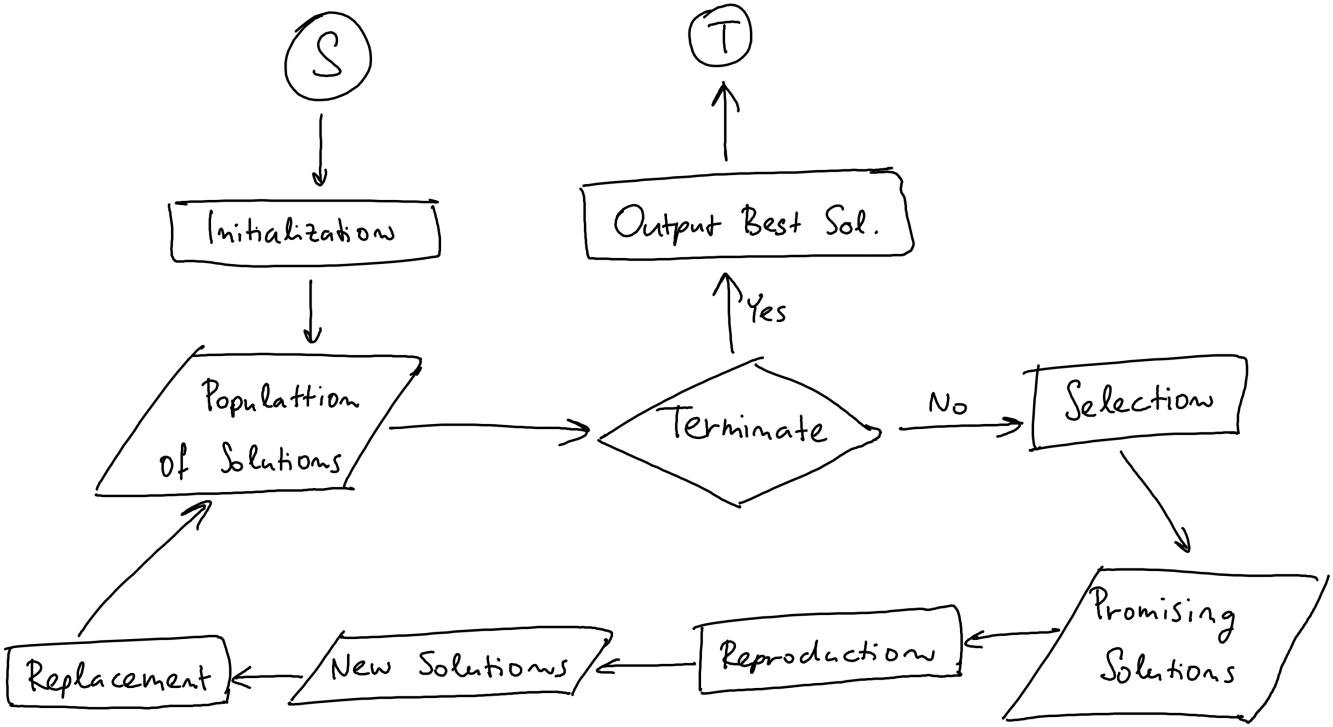 S
T
Initialization
Output Best Sol.
Yes
Populattion
of Solutions
Terminate
No
Selection
Promising
Solutions
Reproduction
New Solutions
Replacement